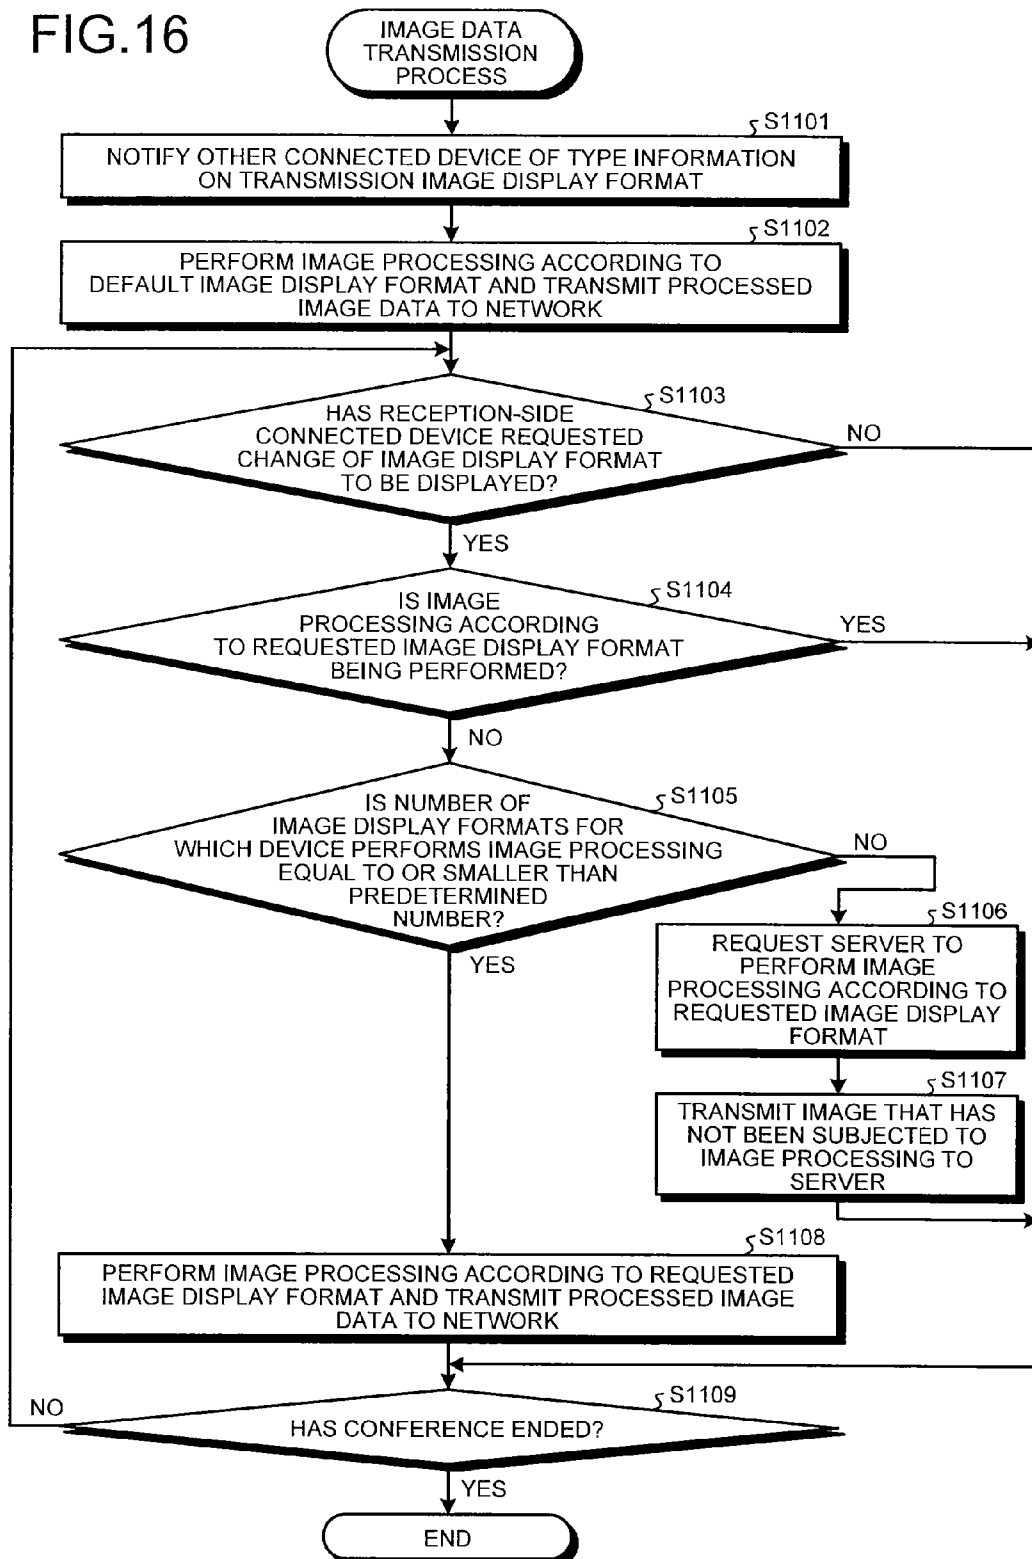 FIG.16
IMAGE DATA
TRANSMISSION
PROCESS
S1101
NOTIFY OTHER CONNECTED DEVICE OF TYPE INFORMATION
ON TRANSMISSION IMAGE DISPLAY FORMAT
S1102
PERFORM IMAGE PROCESSING ACCORDING TO
DEFAULT IMAGE DISPLAY FORMAT AND TRANSMIT PROCESSED
IMAGE DATA TO NETWORK
S1103
HAS RECEPTION-SIDE
CONNECTED DEVICE REQUESTED
CHANGE OF IMAGE DISPLAY FORMAT
TO BE DISPLAYED?
NO
YES
S1104
IS IMAGE
PROCESSING ACCORDING
TO REQUESTED IMAGE DISPLAY FORMAT
BEING PERFORMED?
YES
NO
S1105
IS NUMBER OF
IMAGE DISPLAY FORMATS FOR
WHICH DEVICE PERFORMS IMAGE PROCESSING
EQUAL TO OR SMALLER THAN
PREDETERMINED
NUMBER?
NO
YES
S1106
REQUEST SERVER TO
PERFORM IMAGE
PROCESSING ACCORDING TO
REQUESTED IMAGE DISPLAY
FORMAT
S1107
TRANSMIT IMAGE THAT HAS
NOT BEEN SUBJECTED TO
IMAGE PROCESSING TO
SERVER
S1108
PERFORM IMAGE PROCESSING ACCORDING TO REQUESTED
IMAGE DISPLAY FORMAT AND TRANSMIT PROCESSED IMAGE
DATA TO NETWORK
S1109
HAS CONFERENCE ENDED?
NO
YES
END